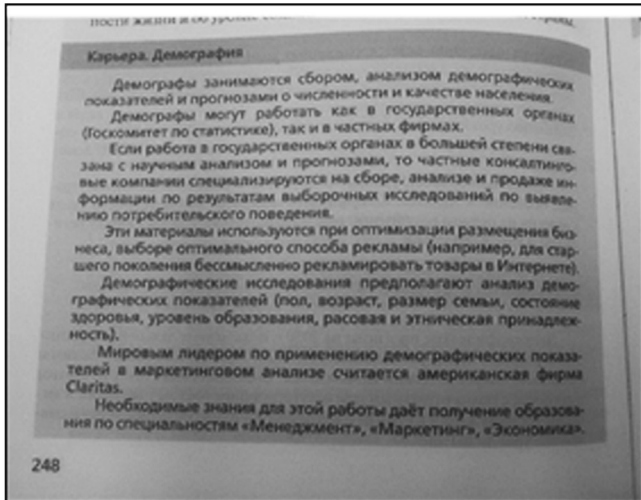 Карьера. Демография
Демографы занимаются сбором, анализом демографических
показателей и прогнозами о численности и качестве населения.
Демографы могут работать как в государственных органах
(Госкомитет по статистике), так и в частных фирмах.
Если работа в государственных органах в большей степени свя-
зана с научным анализом и прогнозами, то частные консалтинго-
вые компании специализируются на сборе, анализе и продаже ин-
формации по результатам выборочных исследований по выявле-
нию потребительского поведения.
Эти материалы используются при оптимизации размещения биз-
неса, выборе оптимального способа рекламы (например, для стар-
шего поколения бессмысленно рекламировать товары в Интернете).
Демографические исследования предполагают анализ демо-
графических показателей (пол, возраст, размер семьи, состояние
здоровья, уровень образования, расовая и этническая принадлеж-
ность).
Мировым лидером по применению демографических показа-
телей в маркетинговом анализе считается американская фирма
Claritas.
Необходимые знания для этой работы даёт получение образова-
ния по специальностям «Менеджмент», «Маркетинг», «Экономика».
248